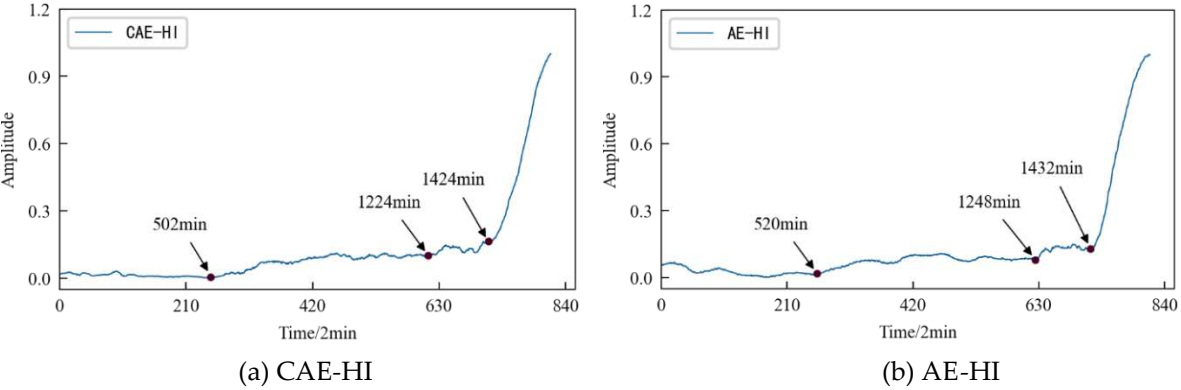 1.2
CAE-HI
0.9
0.6
0.3
0.0
Amplitude
502min
1224min
1424min
0 210 420 630 840
Time/2min
(a) CAE-HI
1.2
AE-HI
0.9
0.6
0.3
0.0
Amplitude
520min
1248min
1432min
0 210 420 630 840
Time/2min
(b) AE-HI